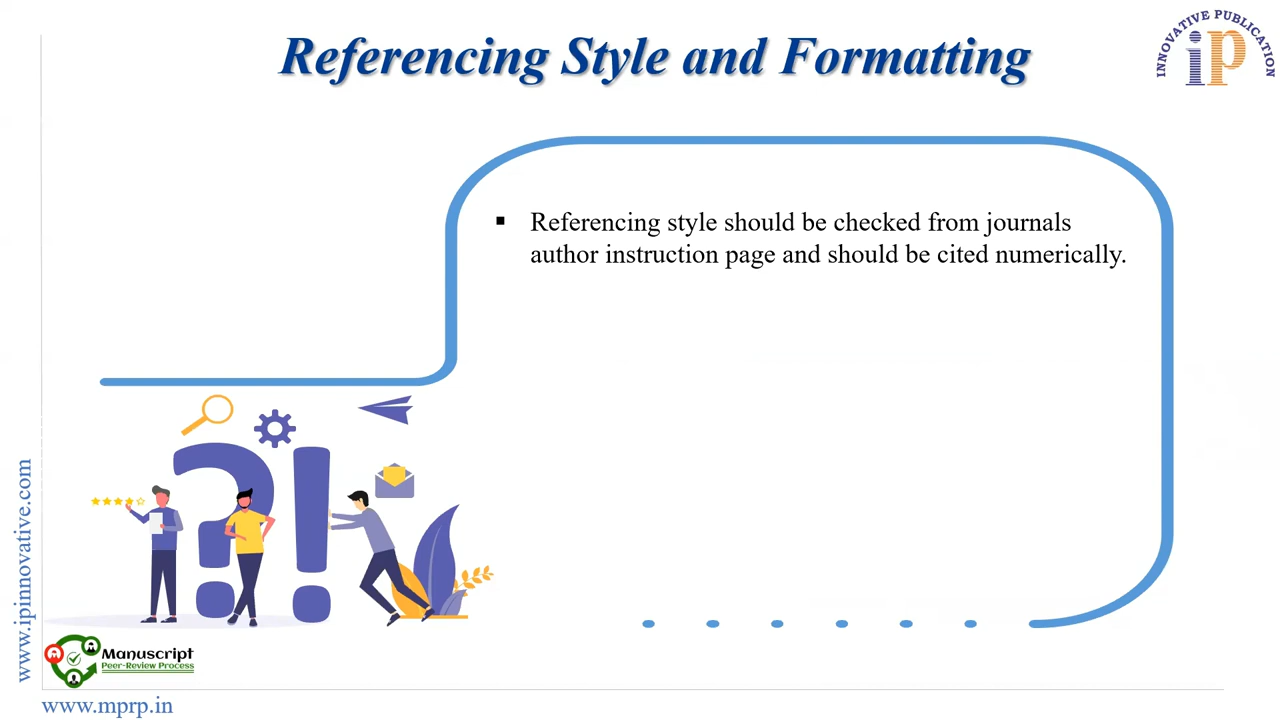 Referencing Style and Formatting
INNOVATIVE PUBLICATION
ip
▪ Referencing style should be checked from journals
author instruction page and should be cited numerically.
?!
www.ipinnovative.com
Manuscript
Peer-Review Process
www.mprp.in